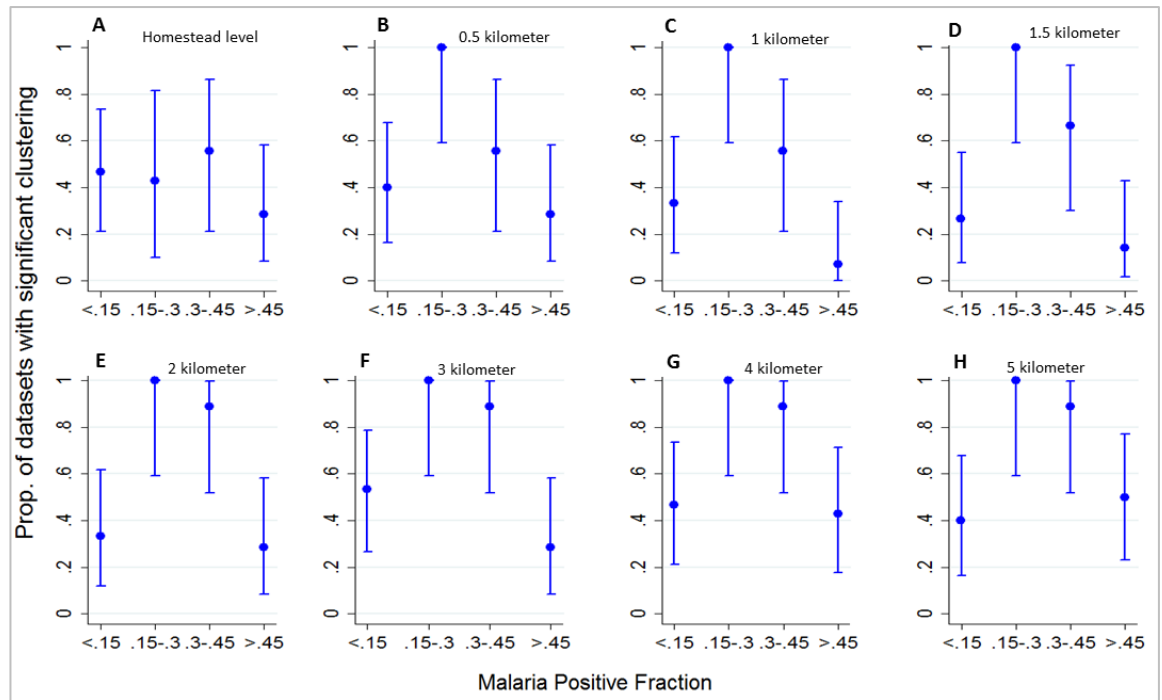 A
Homestead level
B
0.5 kilometer
C
1 kilometer
D
1.5 kilometer
Prop. of datasets with significant clustering
1
.8
.6
.4
.2
0
<.15 .15-.3 .3-.45 >.45
1
.8
.6
.4
.2
0
<.15 .15-.3 .3-.45 >.45
1
.8
.6
.4
.2
0
<.15 .15-.3 .3-.45 >.45
1
.8
.6
.4
.2
0
<.15 .15-.3 .3-.45 >.45
E
2 kilometer
F
3 kilometer
G
4 kilometer
H
5 kilometer
1
.8
.6
.4
.2
0
<.15 .15-.3 .3-.45 >.45
1
.8
.6
.4
.2
0
<.15 .15-.3 .3-.45 >.45
1
.8
.6
.4
.2
0
<.15 .15-.3 .3-.45 >.45
1
.8
.6
.4
.2
0
<.15 .15-.3 .3-.45 >.45
Malaria Positive Fraction